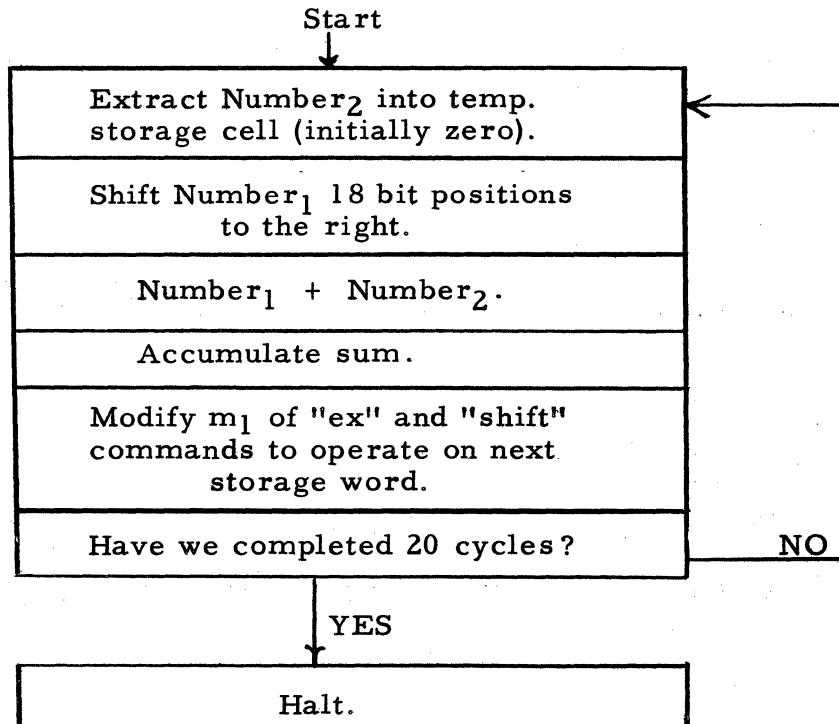 Start
Extract Number2 into temp.
storage cell (initially zero).
Shift Number1 18 bit positions
to the right.
Number1 + Number2.
Accumulate sum.
Modify m1 of "ex" and "shift"
commands to operate on next
storage word.
Have we completed 20 cycles?
NO
YES
Halt.